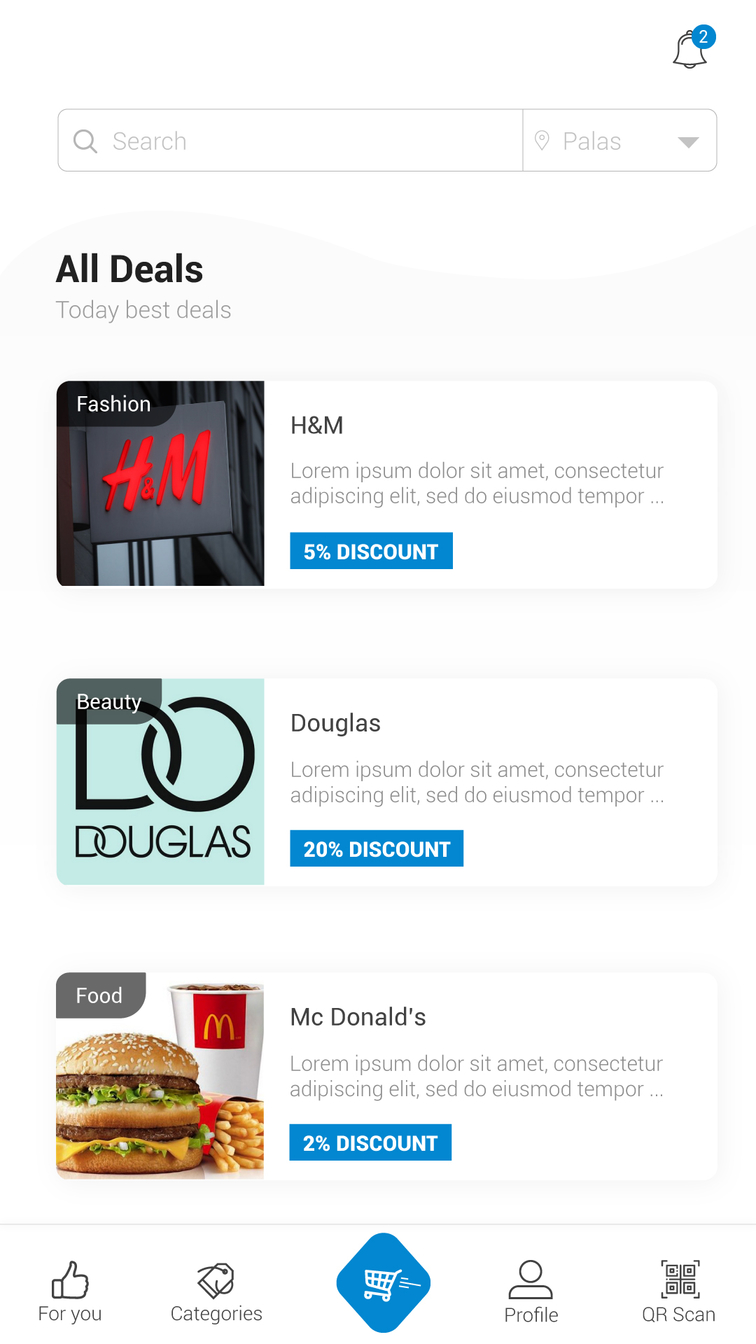 2
Search
Palas
All Deals
Today best deals
Fashion
H&M
H&M
Lorem ipsum dolor sit amet, consectetur
adipiscing elit, sed do eiusmod tempor ...
5% DISCOUNT
Beauty
DO
DOUGLAS
Douglas
Lorem ipsum dolor sit amet, consectetur
adipiscing elit, sed do eiusmod tempor ...
20% DISCOUNT
Food
Mc Donald's
Lorem ipsum dolor sit amet, consectetur
adipiscing elit, sed do eiusmod tempor ...
2% DISCOUNT
For you
Categories
Profile
QR Scan